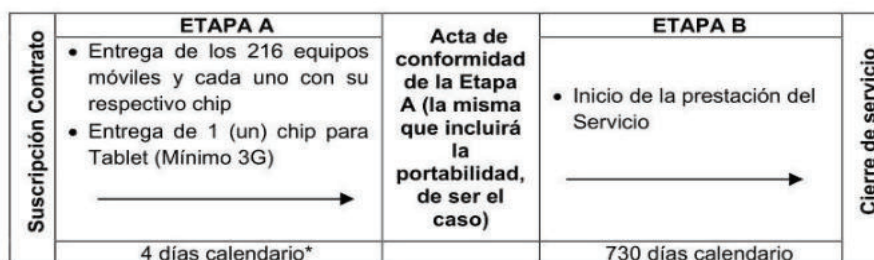 Suscripción Contrato
ETAPA A
• Entrega de los 216 equipos
móviles y cada uno con su
respectivo chip
• Entrega de 1 (un) chip para
Tablet (Mínimo 3G)
4 días calendario*
Acta de
conformidad
de la Etapa
A (la misma
que incluirá
la
portabilidad,
de ser el
caso)
ETAPA B
• Inicio de la prestación del
Servicio
730 días calendario
Cierre de servicio